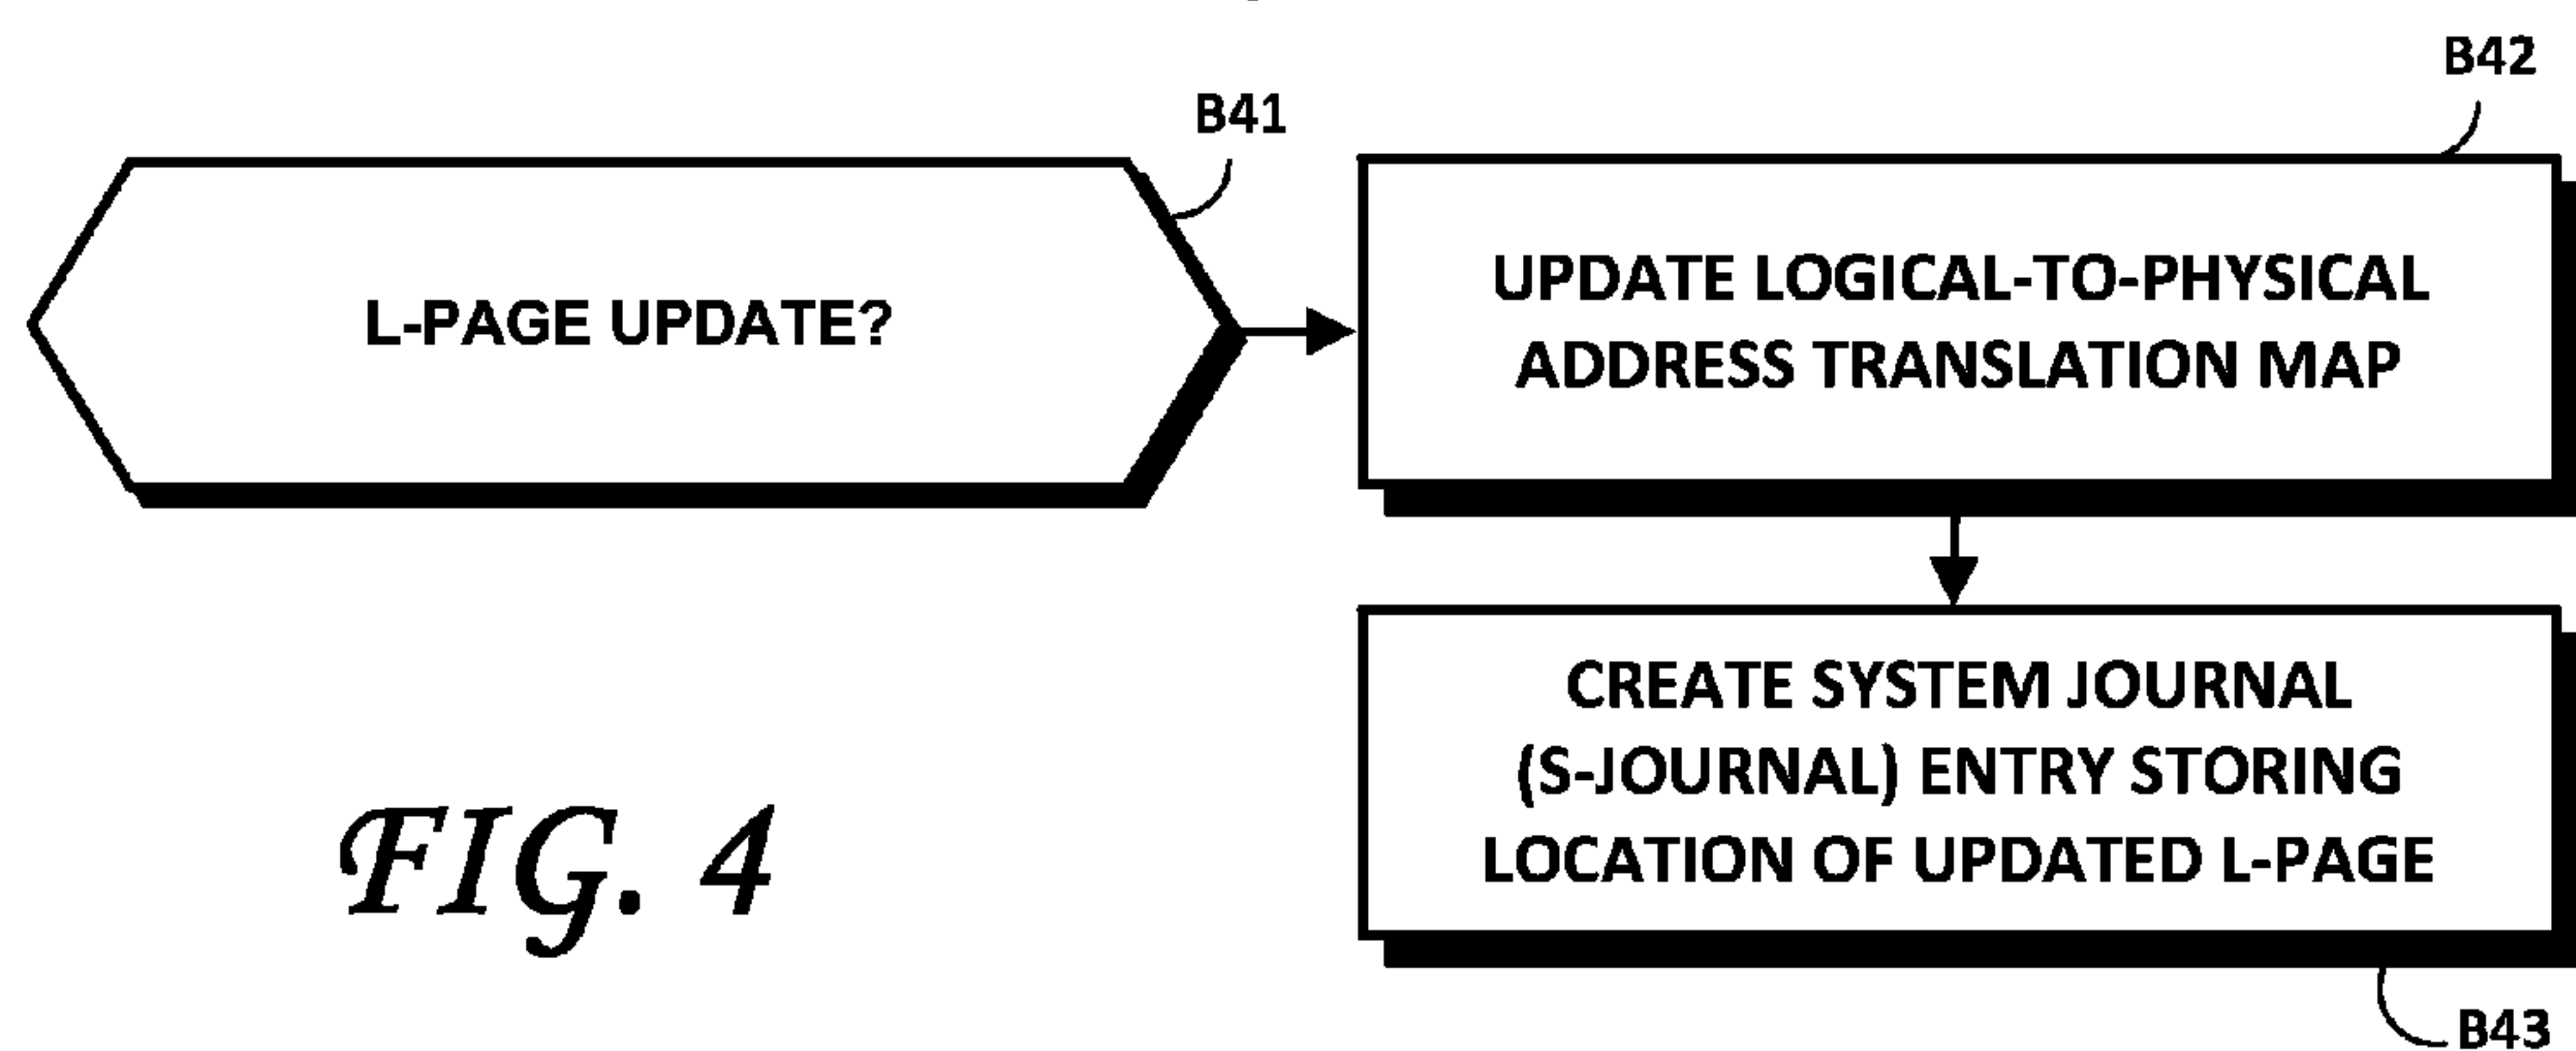 B41
B42
L-PAGE UPDATE?
UPDATE LOGICAL-TO-PHYSICAL
ADDRESS TRANSLATION MAP
CREATE SYSTEM JOURNAL
(S-JOURNAL) ENTRY STORING
LOCATION OF UPDATED L-PAGE
FIG. 4
B43